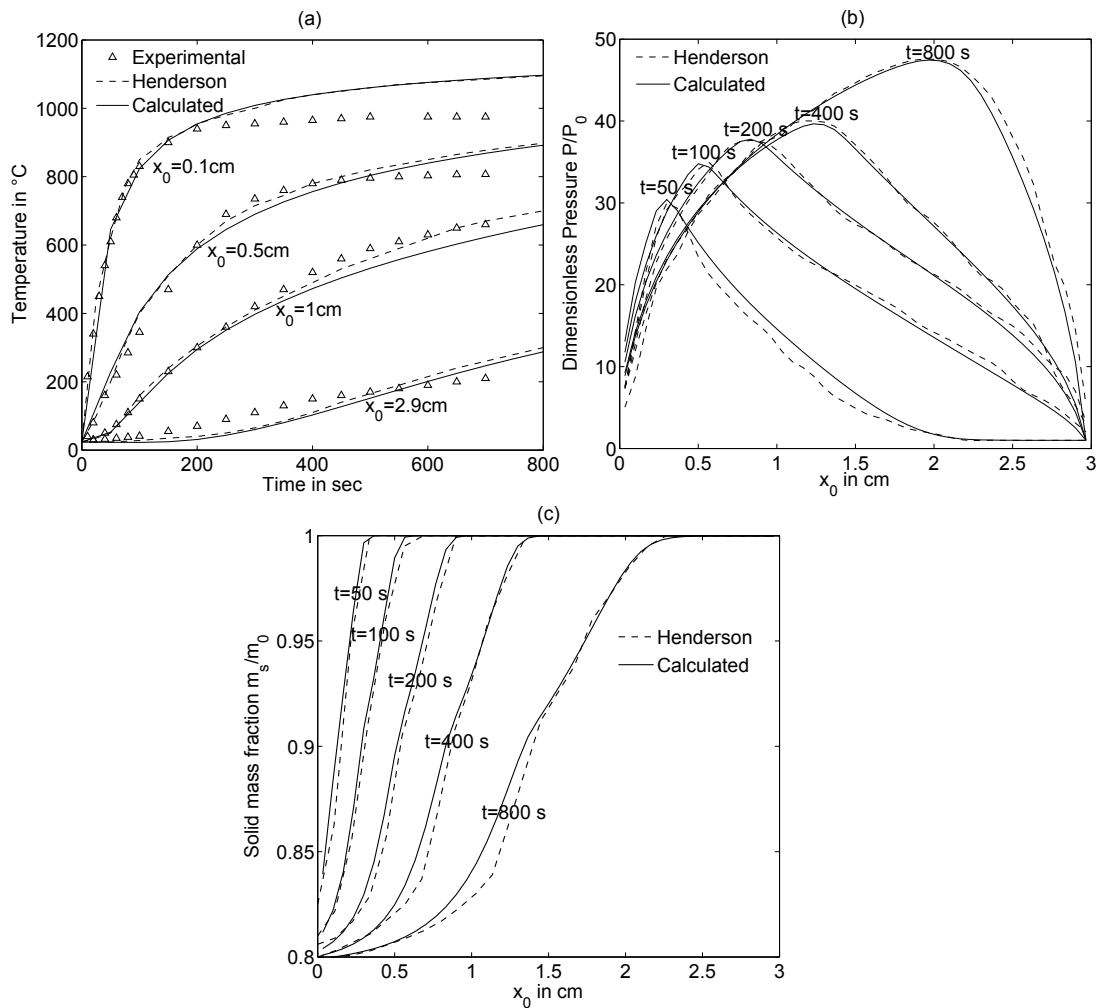 (a)
1200
1000
800
600
400
200
0
Temperature in °C
Experimental
Henderson
Calculated
x0=0.1cm
x0=0.5cm
x0=1cm
x0=2.9cm
0
200
400
600
800
Time in sec
(b)
50
40
30
20
10
0
Dimensionless Pressure P/P0
Henderson
Calculated
t=800 s
t=400 s
t=200 s
t=100 s
t=50 s
0
0.5
1
1.5
2
2.5
3
x0 in cm
(c)
1
0.95
0.9
0.85
0.8
Solid mass fraction ms/m0
t=50 s
t=100 s
t=200 s
t=400 s
t=800 s
Henderson
Calculated
0
0.5
1
1.5
2
2.5
3
x0 in cm